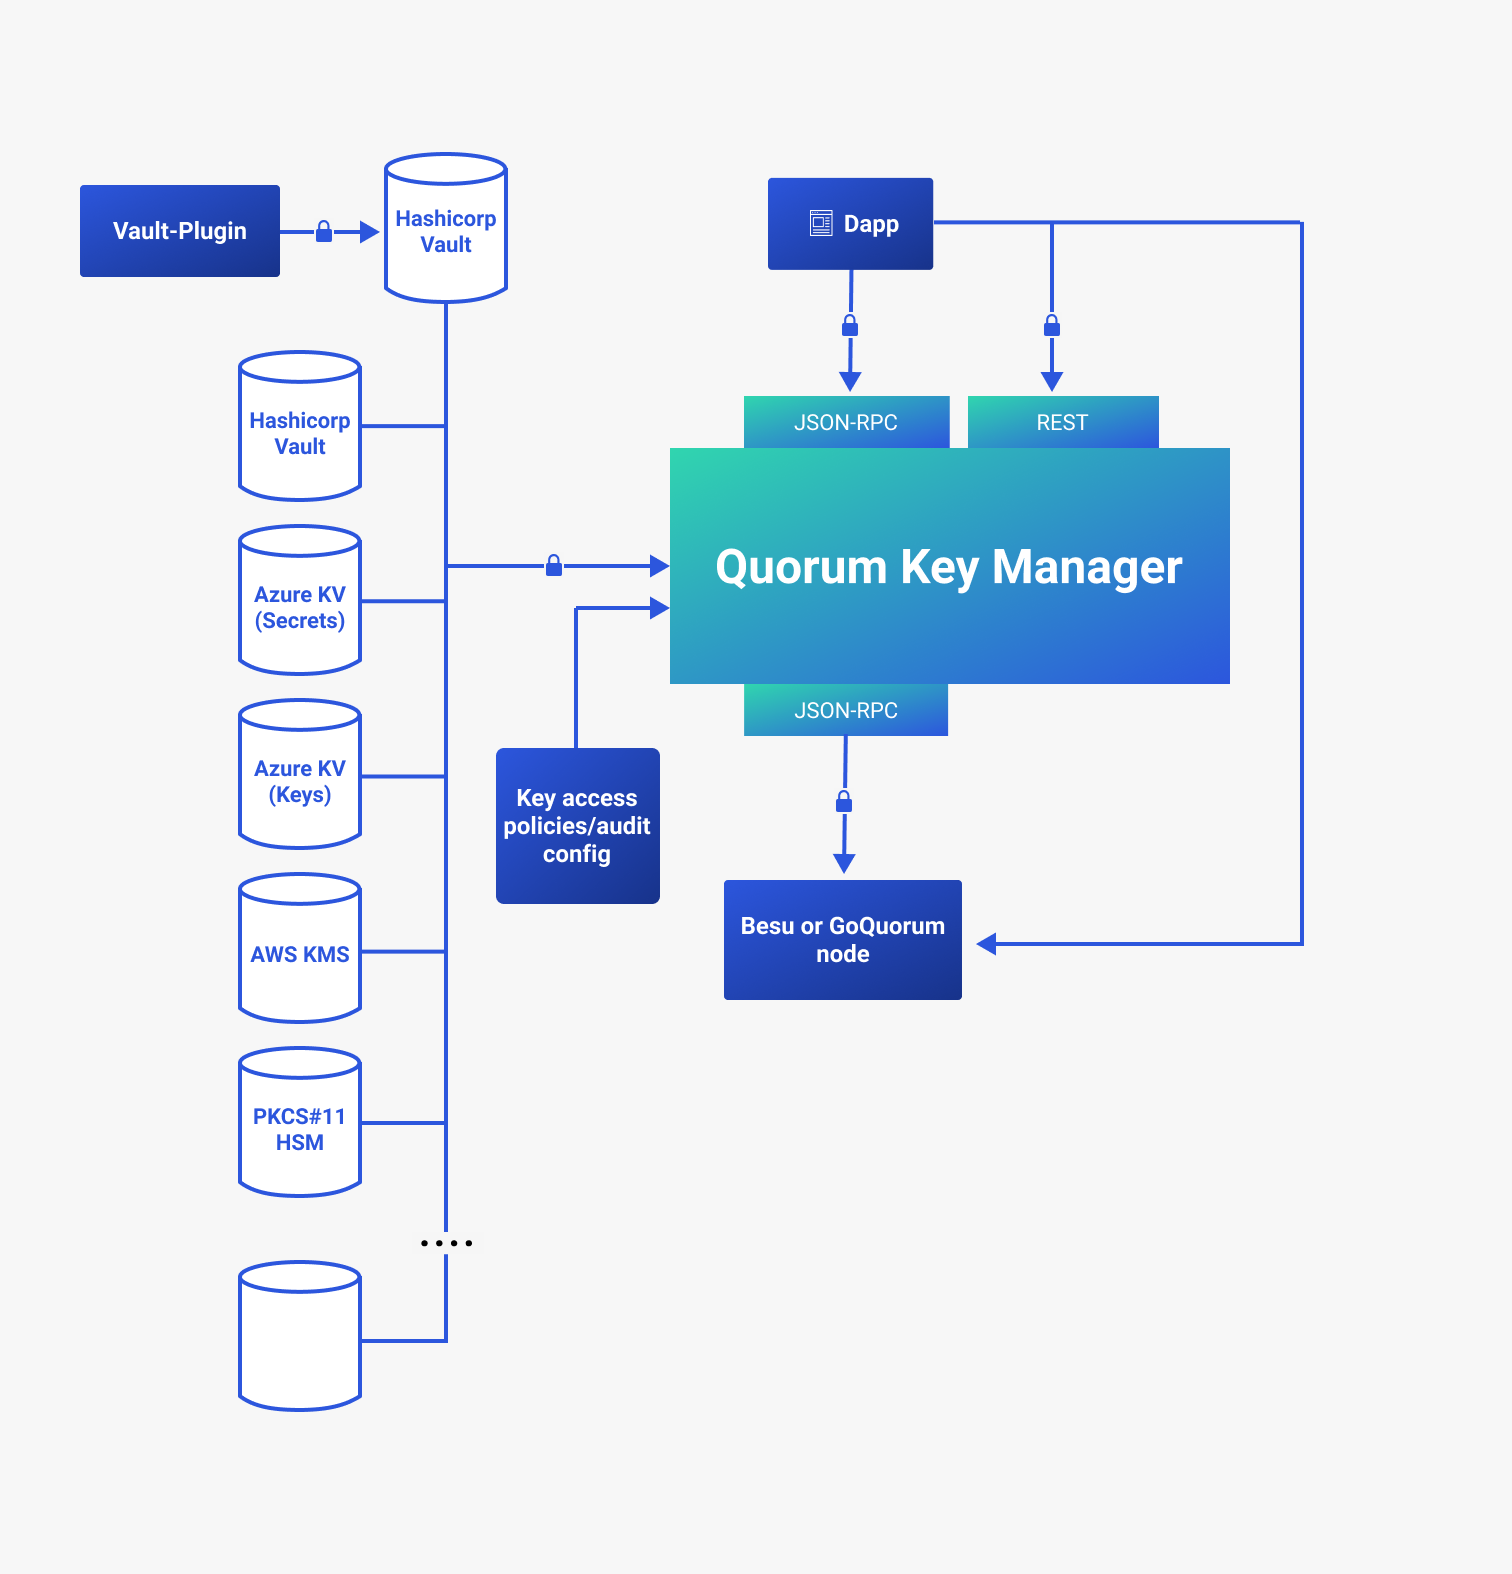 Vault-Plugin
Hashicorp
Vault
Dapp
Hashicorp
Vault
JSON-RPC
REST
Azure KV
(Secrets)
Quorum Key Manager
JSON-RPC
Azure KV
(Keys)
Key access
policies/audit
config
AWS KMS
Besu or GoQuorum
node
PKCS#11
HSM
....